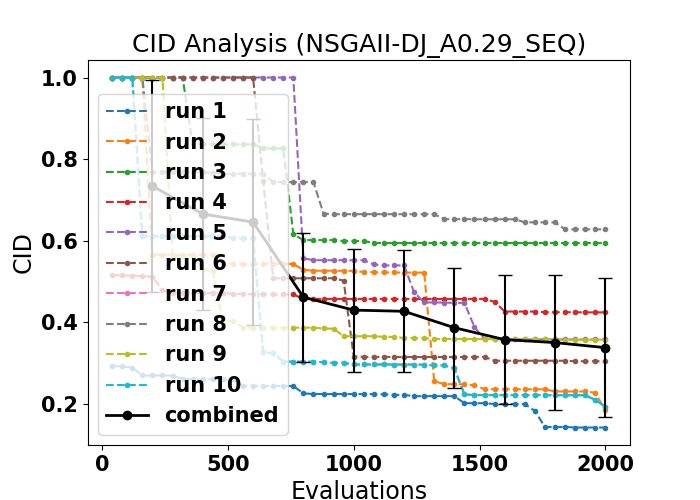 CID Analysis (NSGAII-DJ_A0.29_SEQ)
CID
1.0
0.8
0.6
0.4
0.2
run 1
run 2
run 3
run 4
run 5
run 6
run 7
run 8
run 9
run 10
combined
0 500 1000 1500 2000
Evaluations